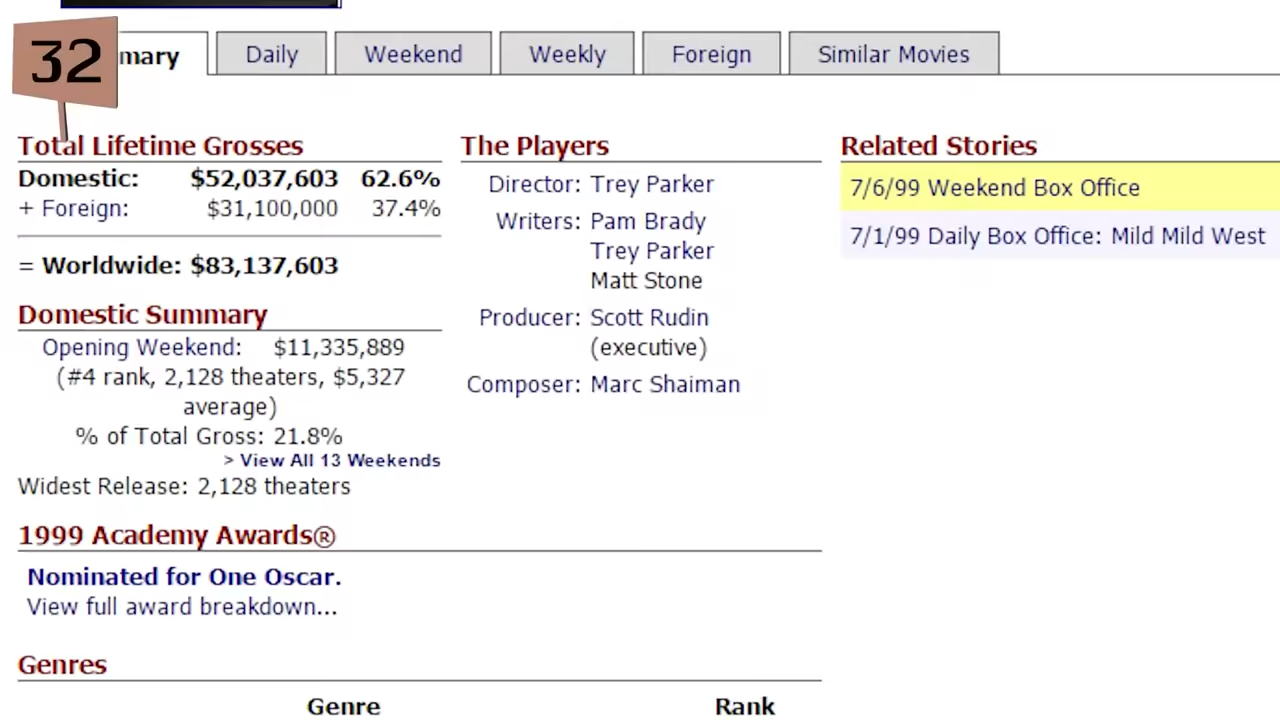 32
mary
Daily
Weekend
Weekly
Foreign
Similar Movies
Total Lifetime Grosses
Domestic: $52,037,603 62.6%
+ Foreign: $31,100,000 37.4%
= Worldwide: $83,137,603
Domestic Summary
Opening Weekend: $11,335,889
(#4 rank, 2,128 theaters, $5,327
average)
% of Total Gross: 21.8%
> View All 13 Weekends
Widest Release: 2,128 theaters
The Players
Director: Trey Parker
Writers: Pam Brady
Trey Parker
Matt Stone
Producer: Scott Rudin
(executive)
Composer: Marc Shaiman
Related Stories
7/6/99 Weekend Box Office
7/1/99 Daily Box Office: Mild Mild West
1999 Academy Awards®
Nominated for One Oscar.
View full award breakdown...
Genres
Genre Rank